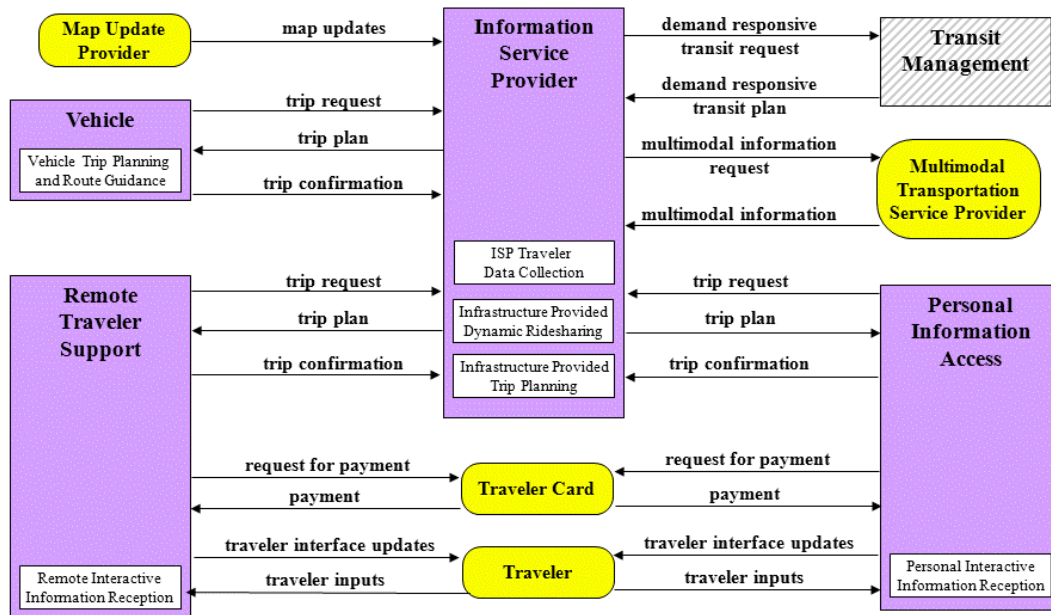 Map Update
Provider
map updates
Information
Service
Provider
demand responsive
transit request
Transit
Management
demand responsive
transit plan
Vehicle
Vehicle Trip Planning
and Route Guidance
trip request
trip plan
trip confirmation
multimodal information
request
multimodal information
Multimodal
Transportation
Service Provider
ISP Traveler
Data Collection
Infrastructure Provided
Dynamic Ridesharing
Infrastructure Provided
Trip Planning
Remote
Traveler
Support
trip request
trip plan
trip confirmation
trip request
trip plan
trip confirmation
Personal
Information
Access
request for payment
payment
Traveler Card
request for payment
payment
traveler interface updates
traveler inputs
Traveler
traveler interface updates
traveler inputs
Remote Interactive
Information Reception
Personal Interactive
Information Reception